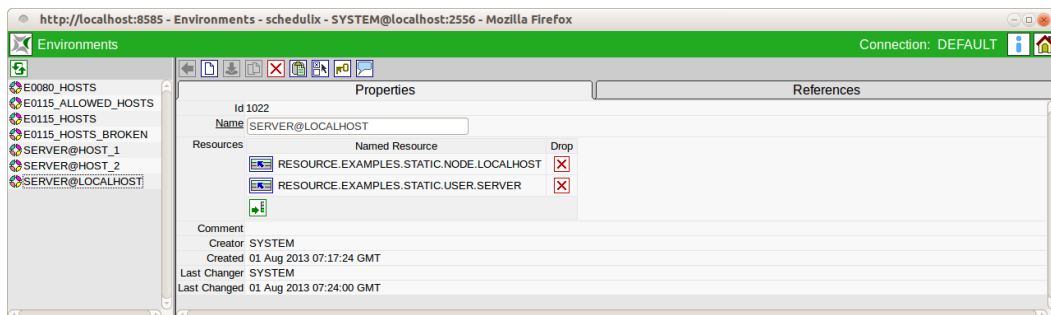 http://localhost:8585 - Environments - schedulix - SYSTEM@localhost:2556 - Mozilla Firefox
Environments
Connection: DEFAULT
E0080_HOSTS
E0115_ALLOWED_HOSTS
E0115_HOSTS
E0115_HOSTS_BROKEN
SERVER@HOST_1
SERVER@HOST_2
SERVER@LOCALHOST
Properties
References
Id 1022
Name SERVER@LOCALHOST
Resources Named Resource Drop
RESOURCE.EXAMPLES.STATIC.NODE.LOCALHOST
RESOURCE.EXAMPLES.STATIC.USER.SERVER
Comment
Creator SYSTEM
Created 01 Aug 2013 07:17:24 GMT
Last Changer SYSTEM
Last Changed 01 Aug 2013 07:24:00 GMT